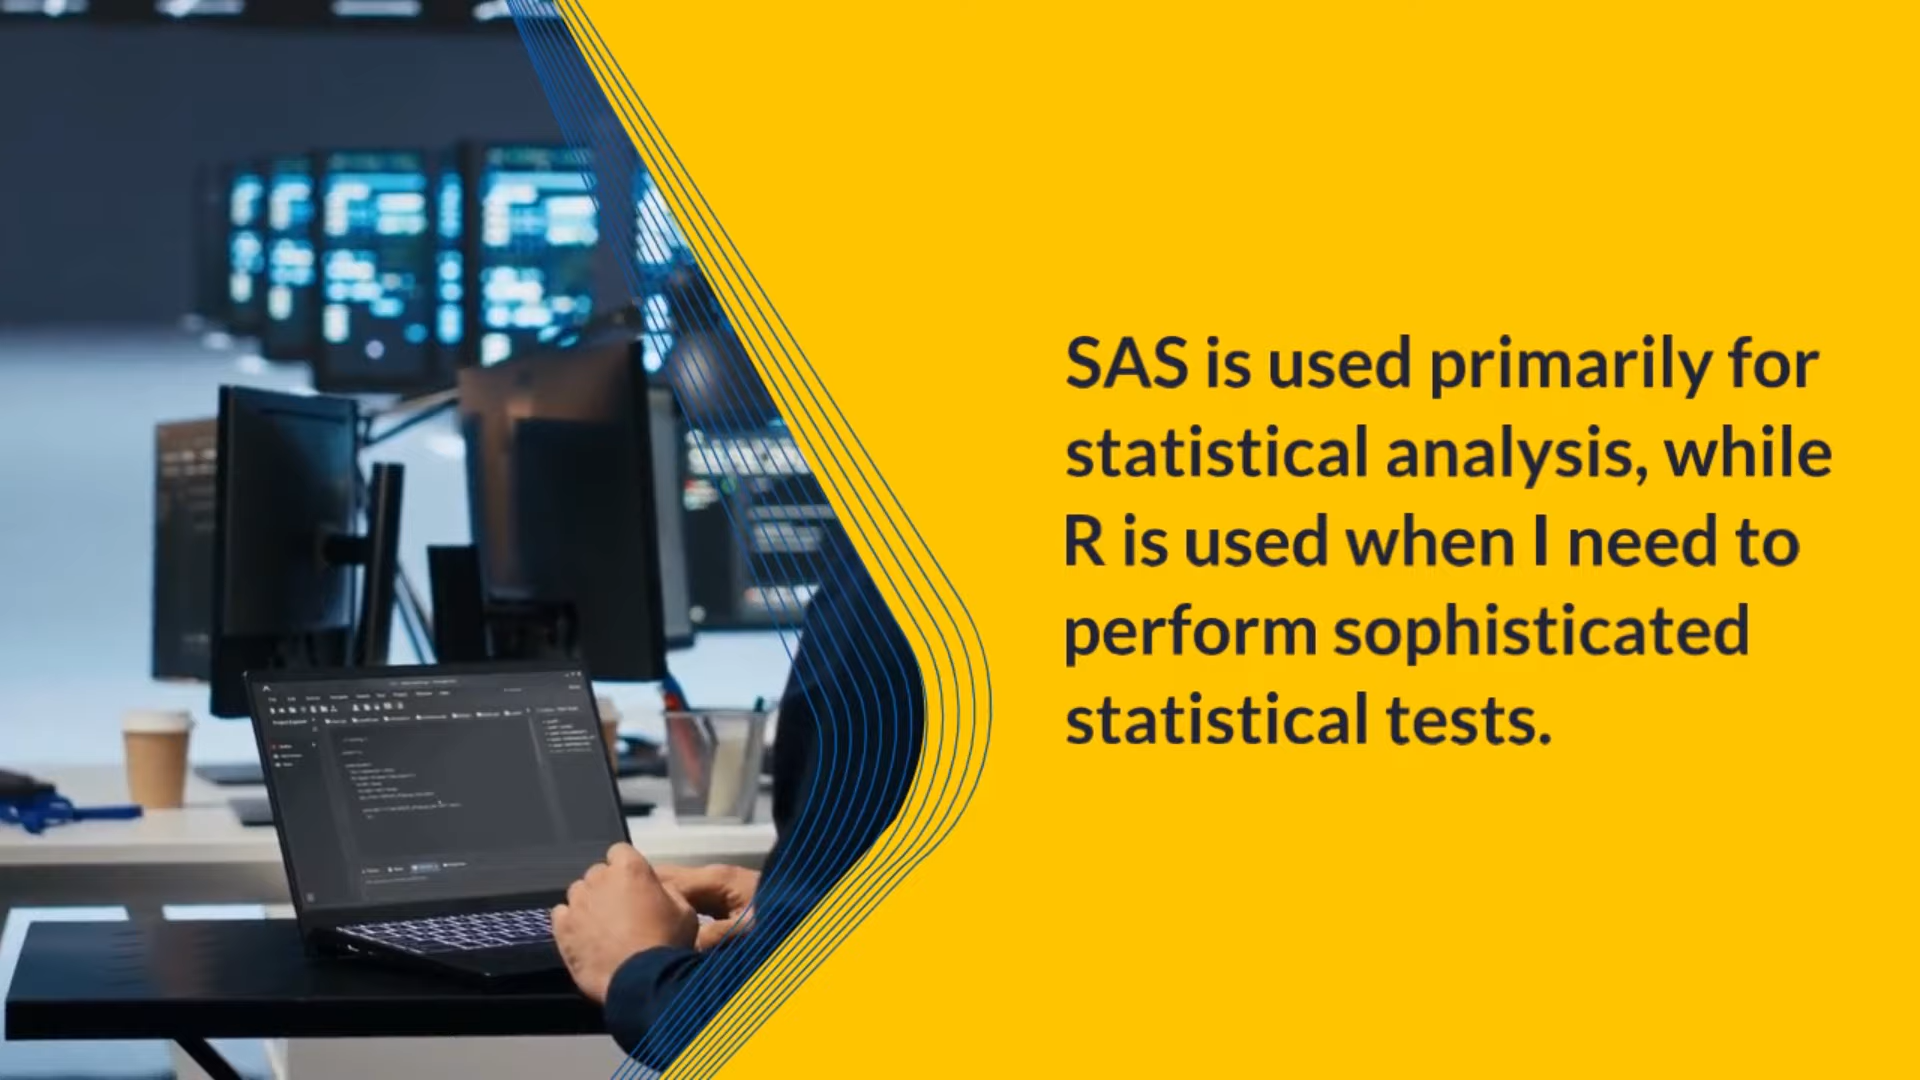 SAS is used primarily for
statistical analysis, while
R is used when I need to
perform sophisticated
statistical tests.